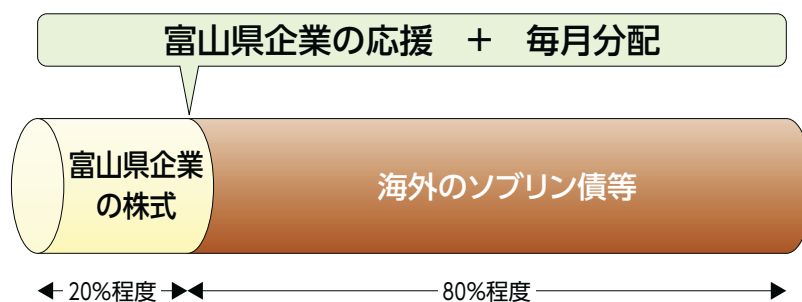 富山県企業の応援 + 毎月分配
富山県企業
の株式
海外のソブリン債等
20%程度
80%程度